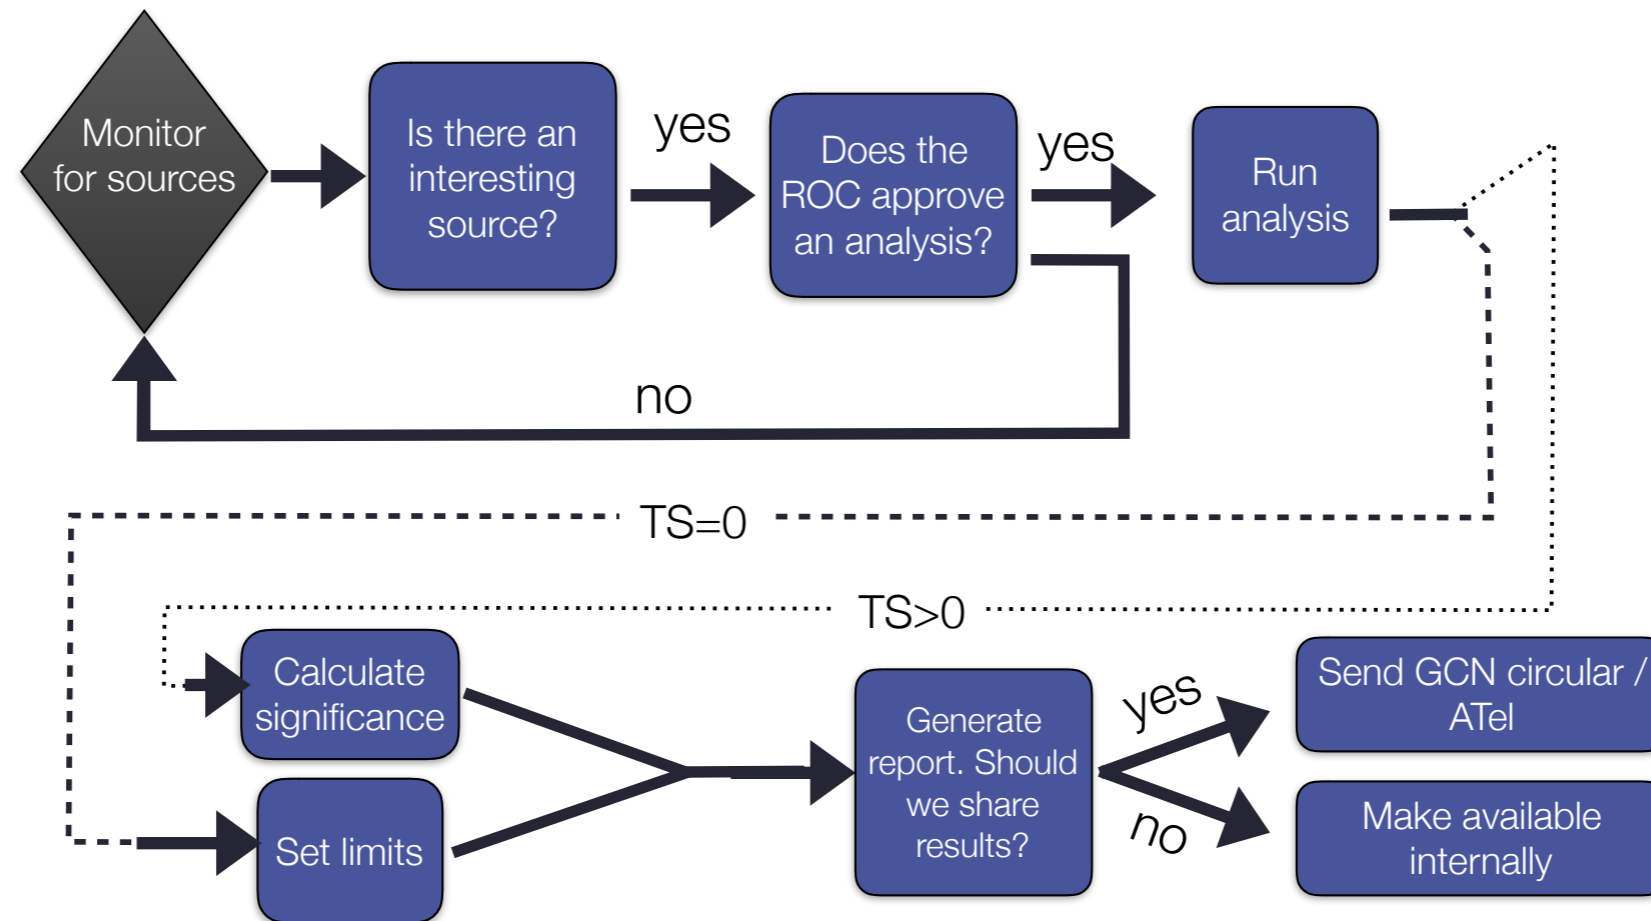 Monitor
for sources
Is there an
interesting
source?
yes
Does the
ROC approve
an analysis?
yes
Run
analysis
no
TS=0
TS>0
Calculate
significance
Set limits
Generate
report. Should
we share
results?
yes
no
Send GCN circular /
ATel
Make available
internally